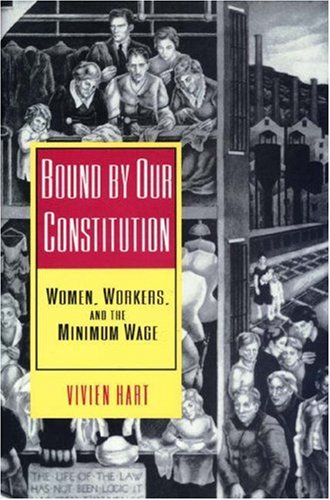 BOUND BY OUR
CONSTITUTION
WOMEN, WORKERS,
AND THE
MINIMUM WAGE
VIVIEN HART
THE LIFE OF THE LAW
HAS NOT BEEN LOGIC IT